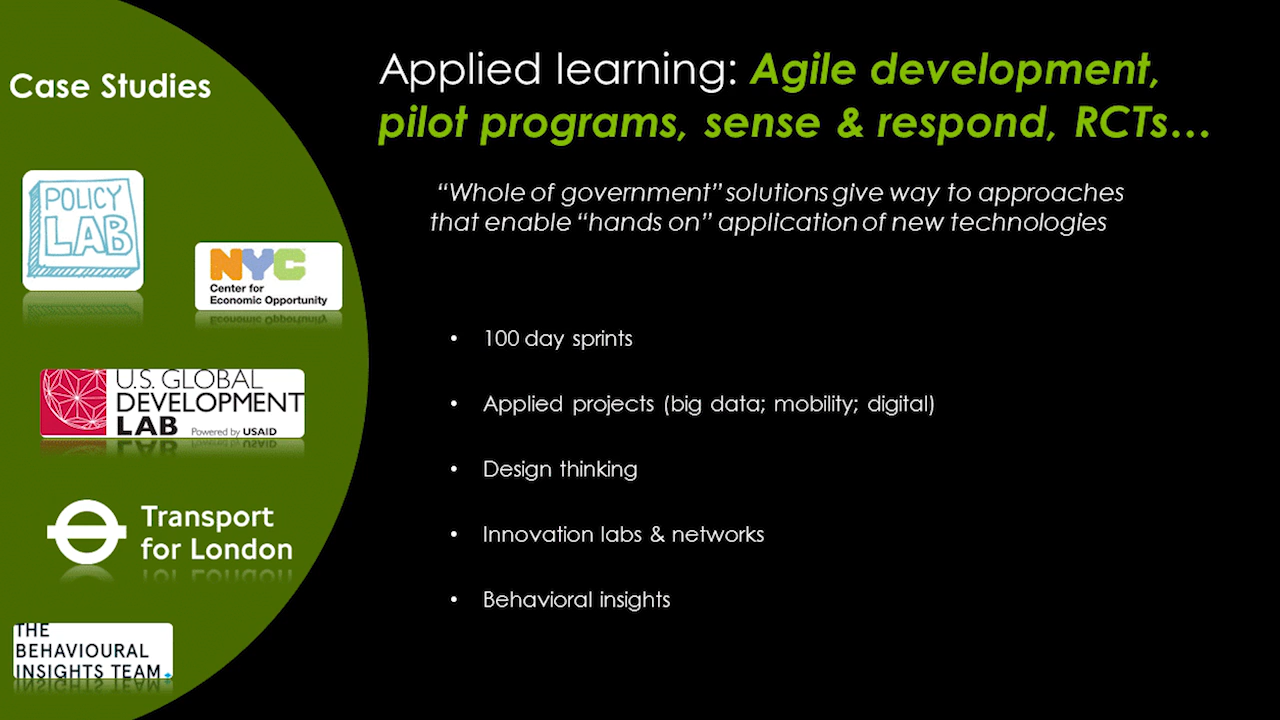 Case Studies
POLICY
LAB
NYC
Center for
Economic Opportunity
U.S. GLOBAL
DEVELOPMENT
LAB Powered by USAID
Transport
for London
THE
BEHAVIOURAL
INSIGHTS TEAM
Applied learning: Agile development,
pilot programs, sense & respond, RCTs…
“Whole of government” solutions give way to approaches
that enable “hands on” application of new technologies
• 100 day sprints
• Applied projects (big data; mobility; digital)
• Design thinking
• Innovation labs & networks
• Behavioral insights